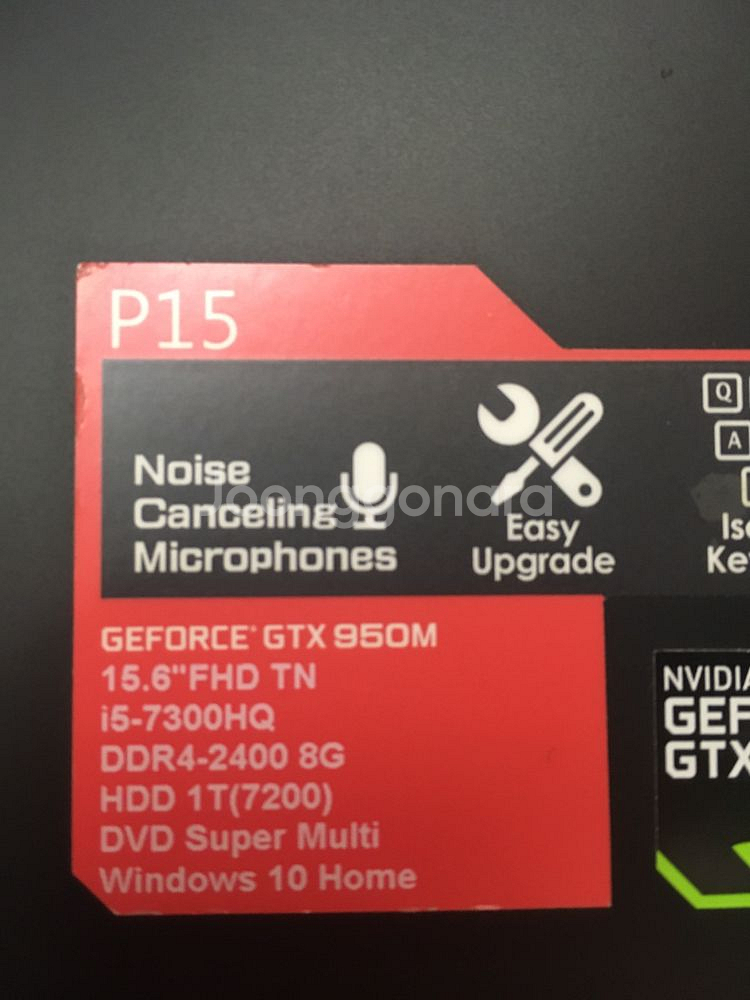 P15
Noise
Canceling
Microphones
Easy
Upgrade
Q
A
Joonggonara
GEFORCE® GTX 950M
15.6"FHD TN
i5-7300HQ
DDR4-2400 8G
HDD 1T(7200)
DVD Super Multi
Windows 10 Home
NVIDIA
GEF
GTX